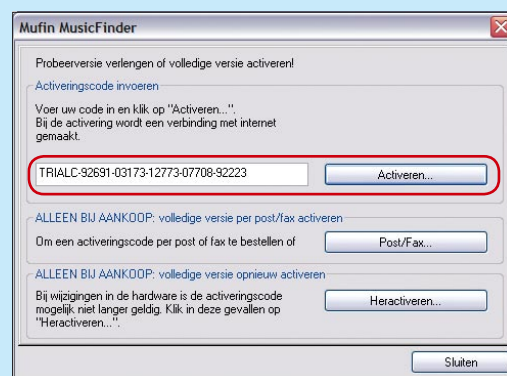 Mufin MusicFinder
Probeerversie verlengen of volledige versie activeren!
Activeringscode invoeren
Voer uw code in en klik op "Activeren...".
Bij de activering wordt een verbinding met internet
gemaakt.
TRIALC-92691-03173-12773-07708-92223
Activeren...
ALLEEN BIJ AANKOOP: volledige versie per post/fax activeren
Om een activeringscode per post of fax te bestellen of
Post/Fax...
ALLEEN BIJ AANKOOP: volledige versie opnieuw activeren
Bij wijzigingen in de hardware is de activeringscode
mogelijk niet langer geldig. Klik in deze gevallen op
"Heractiveren...".
Heractiveren...
Sluiten